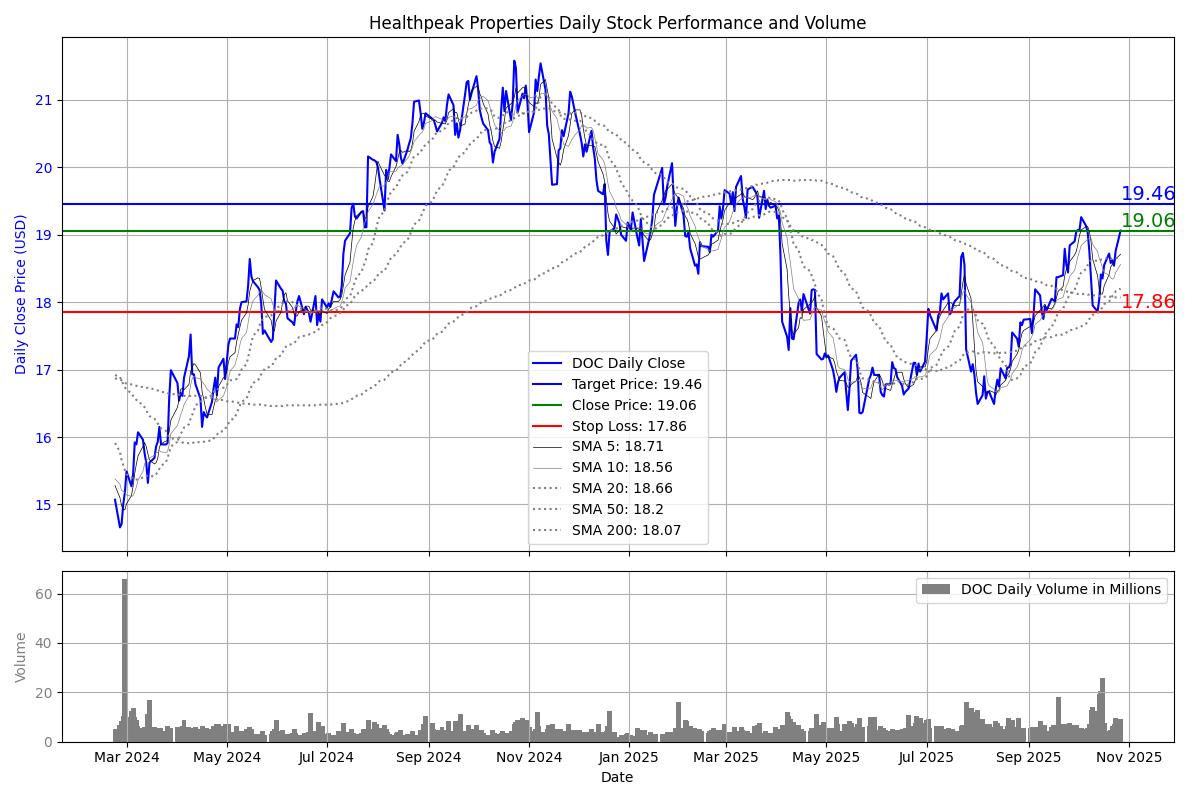 Healthpeak Properties Daily Stock Performance and Volume
Daily Close Price (USD)
21
20
19
18
17
16
15
19.46
19.06
17.86
DOC Daily Close
Target Price: 19.46
Close Price: 19.06
Stop Loss: 17.86
SMA 5: 18.71
SMA 10: 18.56
SMA 20: 18.66
SMA 50: 18.2
SMA 200: 18.07
Volume
60
40
20
0
DOC Daily Volume in Millions
Mar 2024 May 2024 Jul 2024 Sep 2024 Nov 2024 Jan 2025 Mar 2025 May 2025 Jul 2025 Sep 2025 Nov 2025
Date